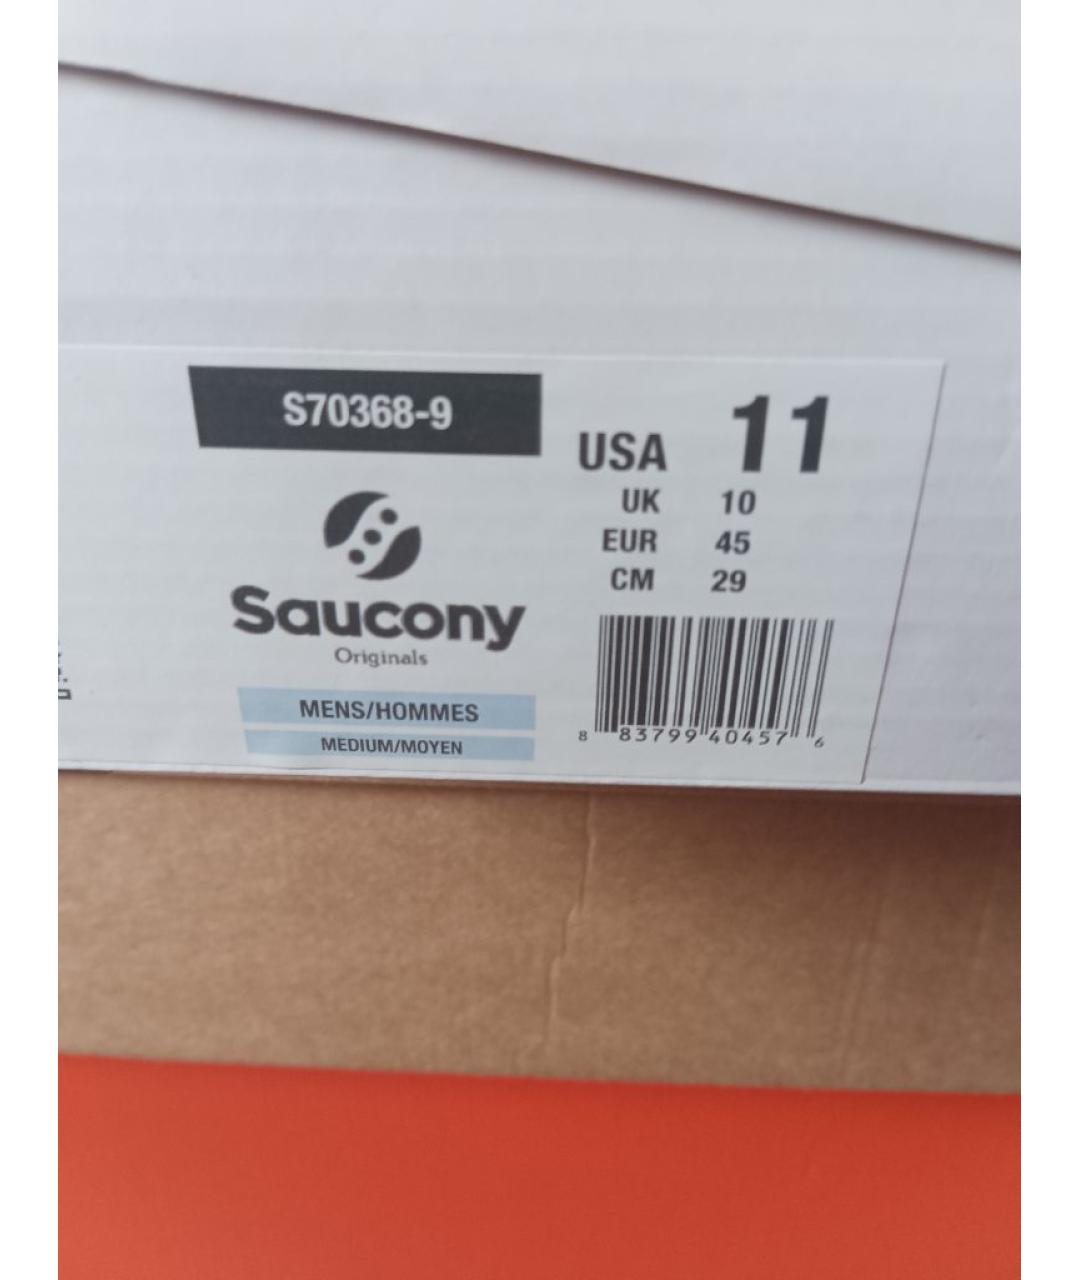 S70368-9
Saucony
Originals
MENS/HOMMES
MEDIUM/MOYEN
USA 11
UK 10
EUR 45
CM 29
8 83799 40457 6